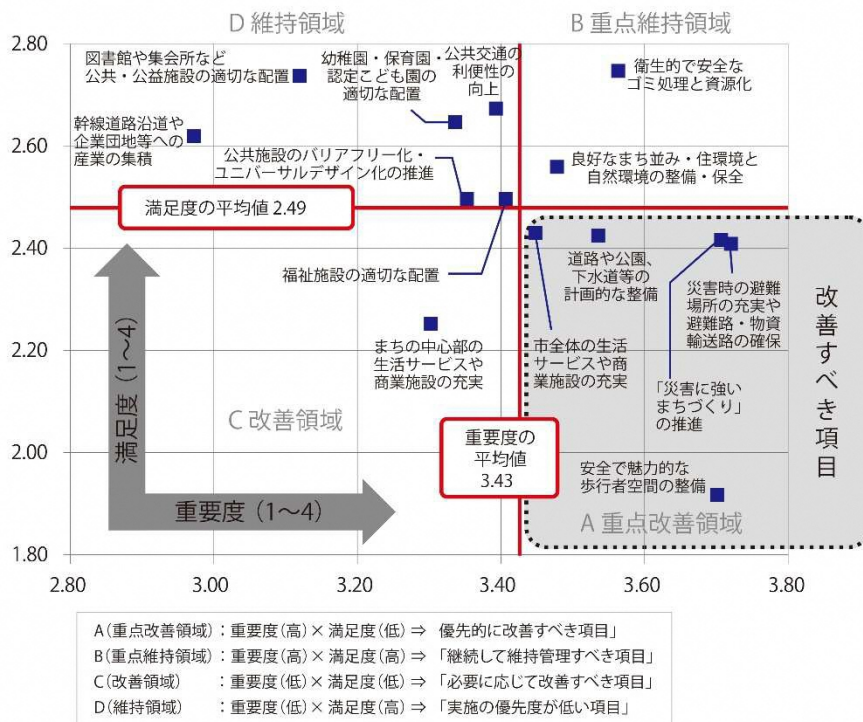 D 維持領域
B 重点維持領域
2.80
2.60
2.40
2.20
2.00
1.80
2.80
3.00
3.20
3.40
3.60
3.80
図書館や集会所など
公共・公益施設の適切な配置
幼稚園・保育園・
認定こども園の
適切な配置
公共交通の
利便性の
向上
衛生的で安全な
ゴミ処理と資源化
幹線道路沿道や
企業団地等への
産業の集積
公共施設のバリアフリー化・
ユニバーサルデザイン化の推進
良好なまち並み・住環境と
自然環境の整備・保全
満足度の平均値 2.49
福祉施設の適切な配置
道路や公園、
下水道等の
計画的な整備
災害時の避難
場所の充実や
避難路・物資
輸送路の確保
まちの中心部の
生活サービスや
商業施設の充実
市全体の生活
サービスや商
業施設の充実
「災害に強い
まちづくり」
の推進
改善すべき項目
満足度(1~4)
重要度(1~4)
C 改善領域
重要度の
平均値
3.43
安全で魅力的な
歩行者空間の整備
A 重点改善領域
A(重点改善領域):重要度(高)×満足度(低)⇒ 優先的に改善すべき項目」
B(重点維持領域):重要度(高)×満足度(高)⇒「継続して維持管理すべき項目」
C(改善領域) :重要度(低)×満足度(低)⇒「必要に応じて改善すべき項目」
D(維持領域) :重要度(低)×満足度(高)⇒「実施の優先度が低い項目」